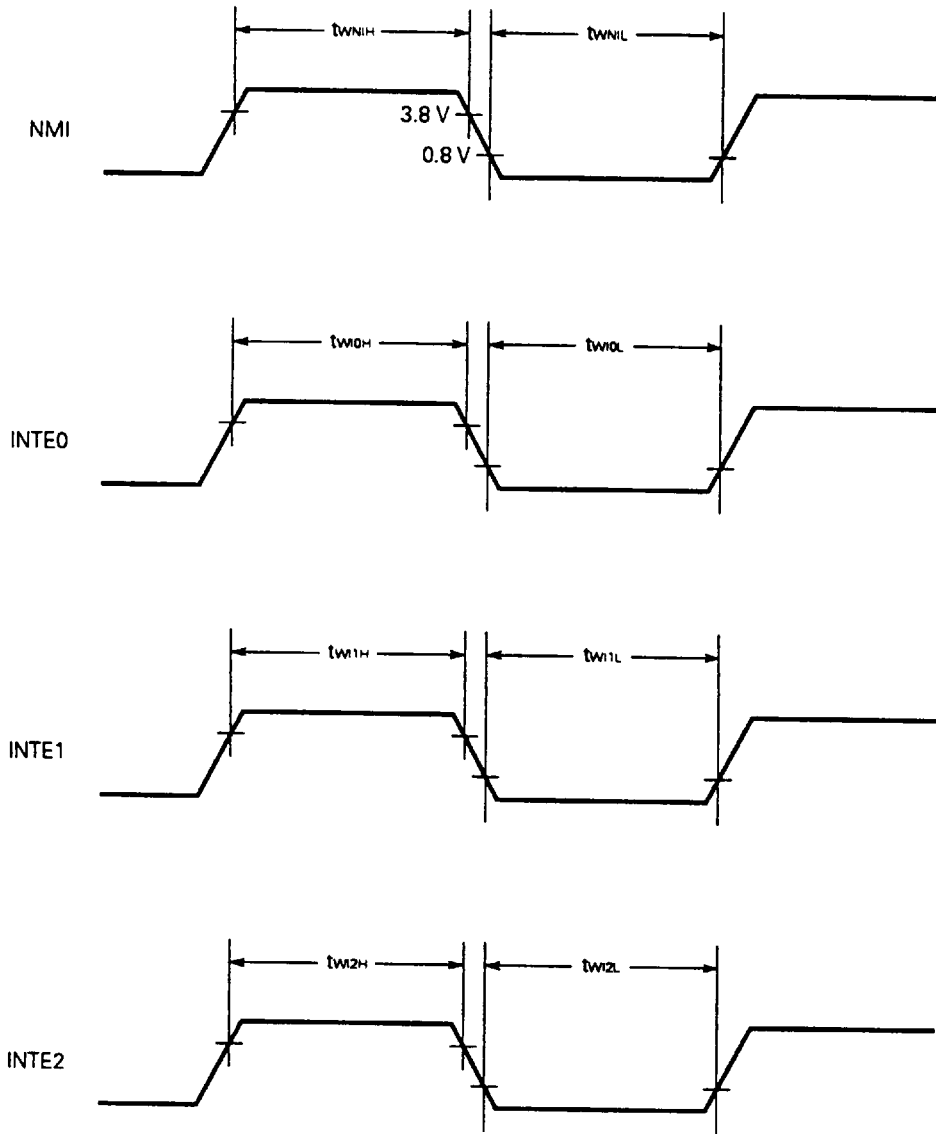 tWNIH tWNIL
NMI
3.8 V
0.8 V
tWI0H tWI0L
INTE0
tWI1H tWI1L
INTE1
tWI2H tWI2L
INTE2